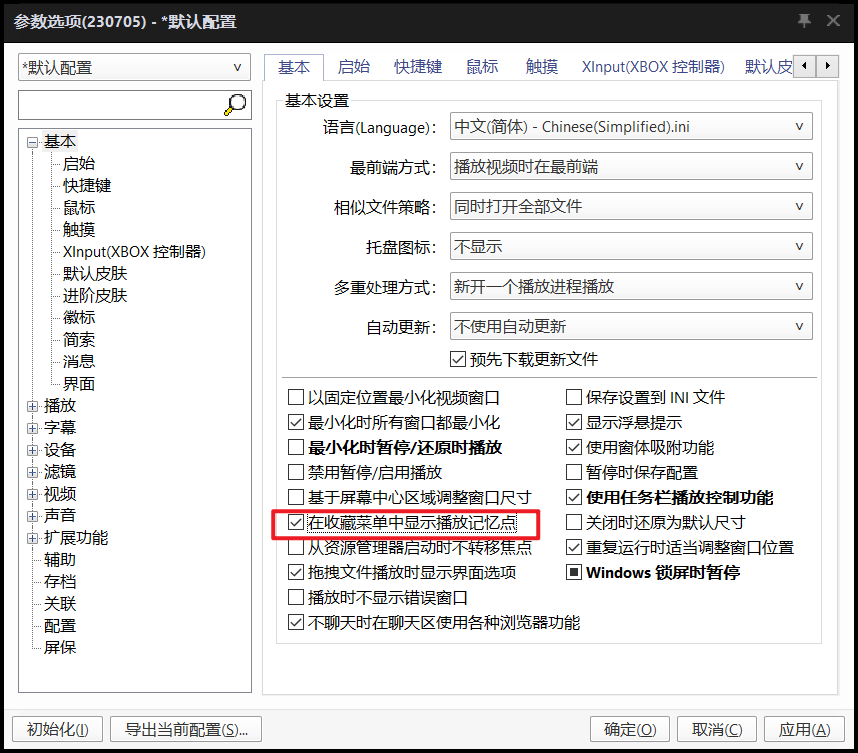 参数选项(230705) - *默认配置
*默认配置
基本
启始
快捷键
鼠标
触摸
XInput(XBOX 控制器)
默认皮肤
进阶皮肤
徽标
简索
消息
界面
播放
字幕
设备
滤镜
视频
声音
扩展功能
辅助
存档
关联
配置
屏保
基本 启始 快捷键 鼠标 触摸 XInput(XBOX 控制器) 默认皮
基本设置
语言(Language)： 中文(简体) - Chinese(Simplified).ini
最前端方式： 播放视频时在最前端
相似文件策略： 同时打开全部文件
托盘图标： 不显示
多重处理方式： 新开一个播放进程播放
自动更新： 不使用自动更新
预先下载更新文件
以固定位置最小化视频窗口
最小化时所有窗口都最小化
最小化时暂停/还原时播放
禁用暂停/启用播放
基于屏幕中心区域调整窗口尺寸
在收藏菜单中显示播放记忆点
从资源管理器启动时不转移焦点
拖拽文件播放时显示界面选项
播放时不显示错误窗口
不聊天时在聊天区使用各种浏览器功能
保存设置到 INI 文件
显示浮悬提示
使用窗体吸附功能
暂停时保存配置
使用任务栏播放控制功能
关闭时还原为默认尺寸
重复运行时适当调整窗口位置
Windows 锁屏时暂停
初始化(I) 导出当前配置(S)... 确定(O) 取消(C) 应用(A)